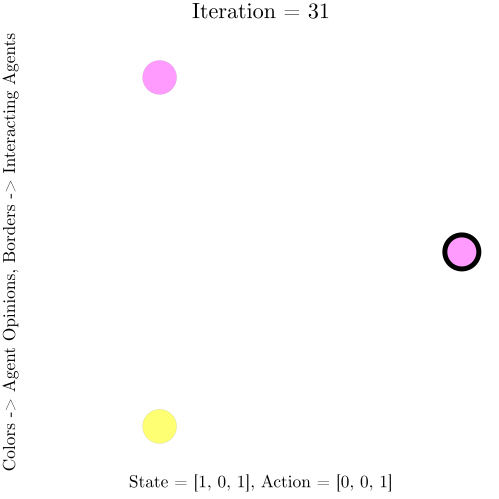 Iteration = 31
Colors -> Agent Opinions, Borders -> Interacting Agents
State = [1, 0, 1], Action = [0, 0, 1]